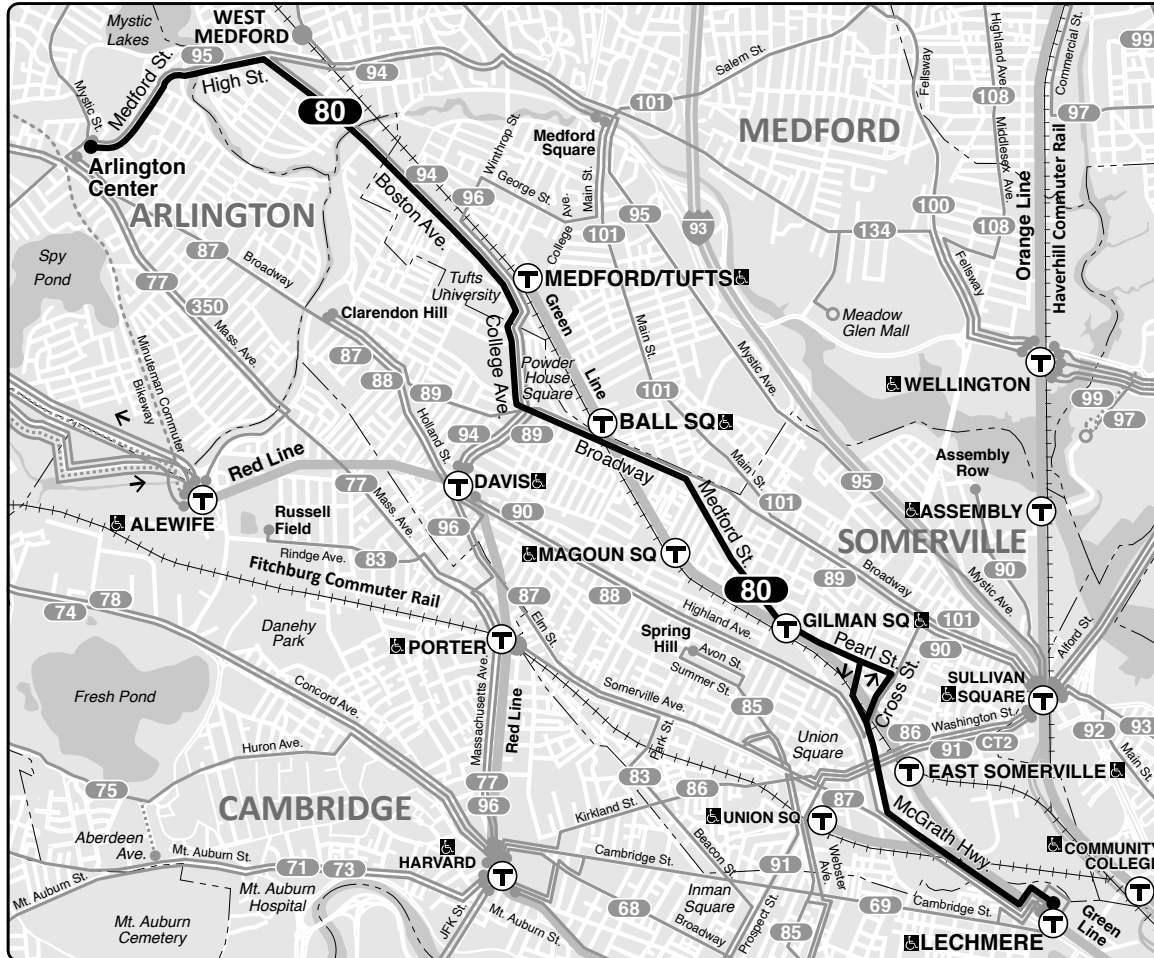 Mystic
Lakes
WEST
MEDFORD
95
94
Medford St.
High St.
Mystic St.
80
Arlington
Center
ARLINGTON
Salem St.
101
Medford
Square
MEDFORD
Highland Ave.
108
Middlesex Ave.
108
Fellsway
100
Fellsway
Commercial St.
99
97
Orange Line
Haverhill Commuter Rail
Winthrop St.
George St.
94
96
College Ave.
Main St.
101
95
93
134
Meadow
Glen Mall
Boston Ave.
Spy
Pond
87
Broadway
77
350
Mass. Ave.
Minuteman Commuter
Bikeway
Clarendon Hill
Tufts
University
T
MEDFORD/TUFTS
Green
Line
College Ave.
Powder
House
Square
Main St.
101
Mystic Ave.
WELLINGTON
T
99
97
87
88
89
Holland St.
94
89
T
BALL SQ
Broadway
Main St.
101
95
Assembly
Row
ASSEMBLY
T
Red Line
DAVIS
T
90
96
77
Mass. Ave.
ALEWIFE
T
Russell
Field
Rindge Ave.
83
Fitchburg Commuter Rail
Medford St.
MAGOUN SQ
T
80
SOMERVILLE
90
Mystic Ave.
89
Broadway
Alford St.
74
78
Danehy
Park
87
Elm St.
88
Highland Ave.
T
GILMAN SQ
101
90
Pearl St.
Cross St.
PORTER
T
Spring
Hill
Avon St.
Summer St.
85
Somerville Ave.
SULLIVAN
SQUARE
T
Fresh Pond
Concord Ave.
Massachusetts Ave.
Red Line
Park St.
Union
Square
86
Washington St.
91
CT2
92
93
Main St.
Huron Ave.
75
77
96
83
86
Kirkland St.
T
EAST SOMERVILLE
87
UNION SQ
T
CAMBRIDGE
McGrath Hwy.
COMMUNITY
COLLEGE
T
Aberdeen
Ave.
Mt. Auburn St.
71
73
HARVARD
T
Cambridge St.
Beacon St.
91
Webster
Ave.
Mt. Auburn St.
Mt. Auburn
Hospital
Mt. Auburn
Cemetery
JFK St.
Mt. Auburn St.
68
Broadway
Inman
Square
Prospect St.
85
69
Cambridge St.
Green
Line
LECHMERE
T